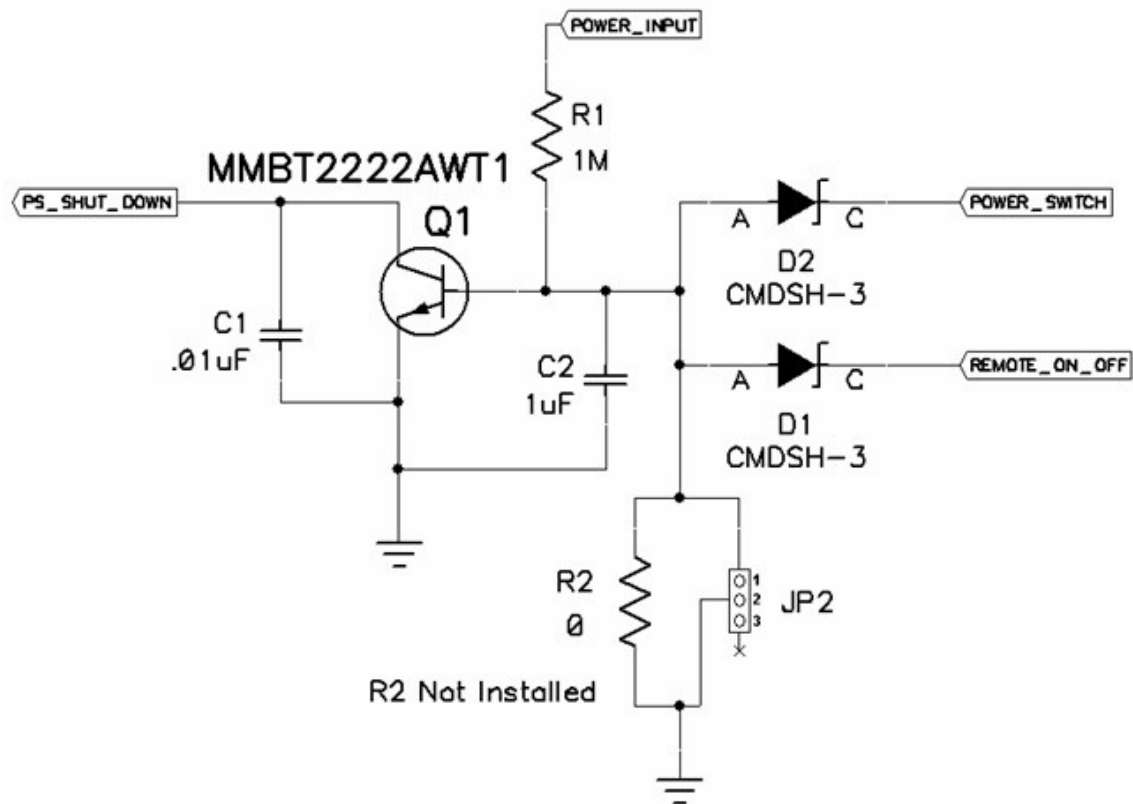 POWER_INPUT
R1
1M
MMBT2222AWT1
PS_SHUT_DOWN
Q1
A
C
POWER_SWITCH
D2
CMDSH-3
C1
.01uF
C2
1uF
A
C
REMOTE_ON_OFF
D1
CMDSH-3
R2
0
1
2
3
JP2
R2 Not Installed